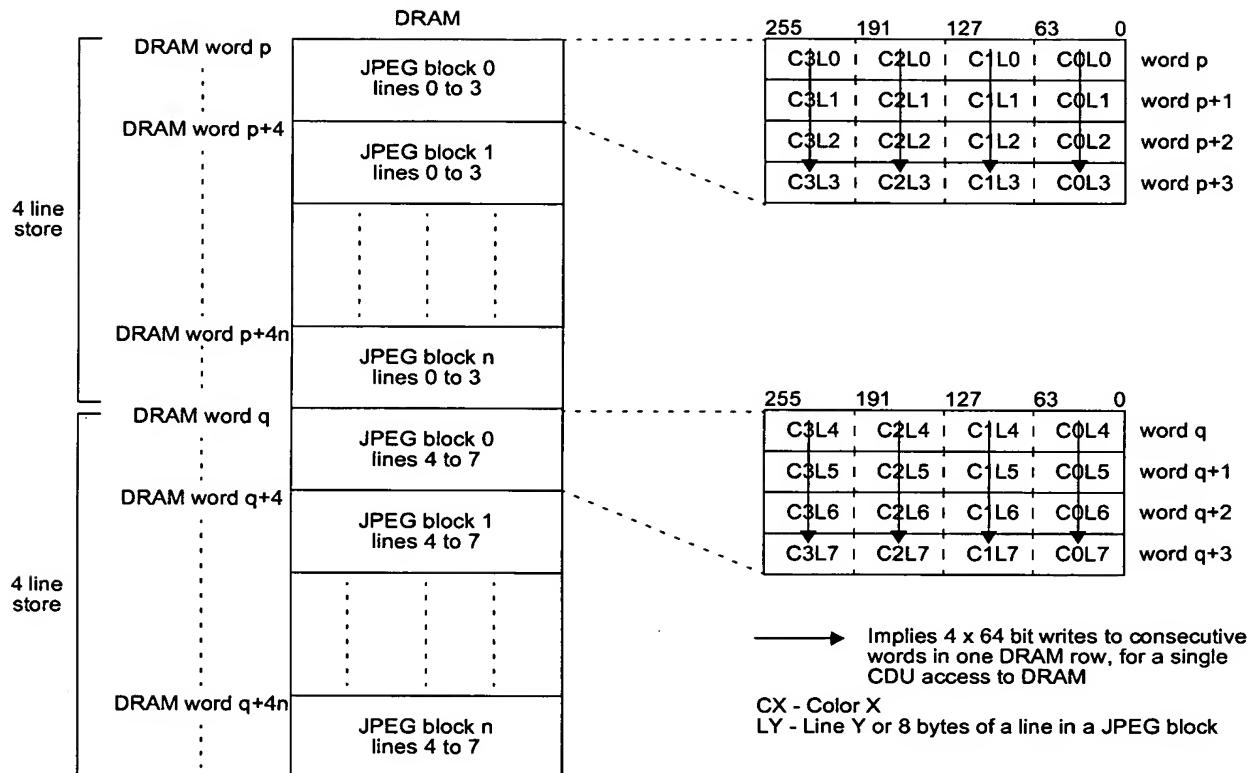 DRAM
DRAM word p
JPEG block 0
lines 0 to 3
DRAM word p+4
JPEG block 1
lines 0 to 3
4 line
store
DRAM word p+4n
JPEG block n
lines 0 to 3
DRAM word q
JPEG block 0
lines 4 to 7
DRAM word q+4
JPEG block 1
4 to 7
4 line
store
DRAM word q+4n
JPEG block n
lines 4 to 7
255 191 127 63 0
C3L0 C2L0 C1L0 C0L0 word p
C3L1 C2L1 C1L1 C0L1 word p+1
C3L2 C2L2 C1L2 C0L2 word p+2
C3L3 C2L3 C1L3 C0L3 word p+3
255 191 127 63 0
C3L4 C2L4 C1L4 C0L4 word q
C3L5 C2L5 C1L5 C0L5 word q+1
C3L6 C2L6 C1L6 C0L6 word q+2
C3L7 C2L7 C1L7 C0L7 word q+3
Implies 4 x 64 bit writes to consecutive
words in one DRAM row, for a single
CDU access to DRAM
CX - Color X
LY - Line Y or 8 bytes of a line in a JPEG block